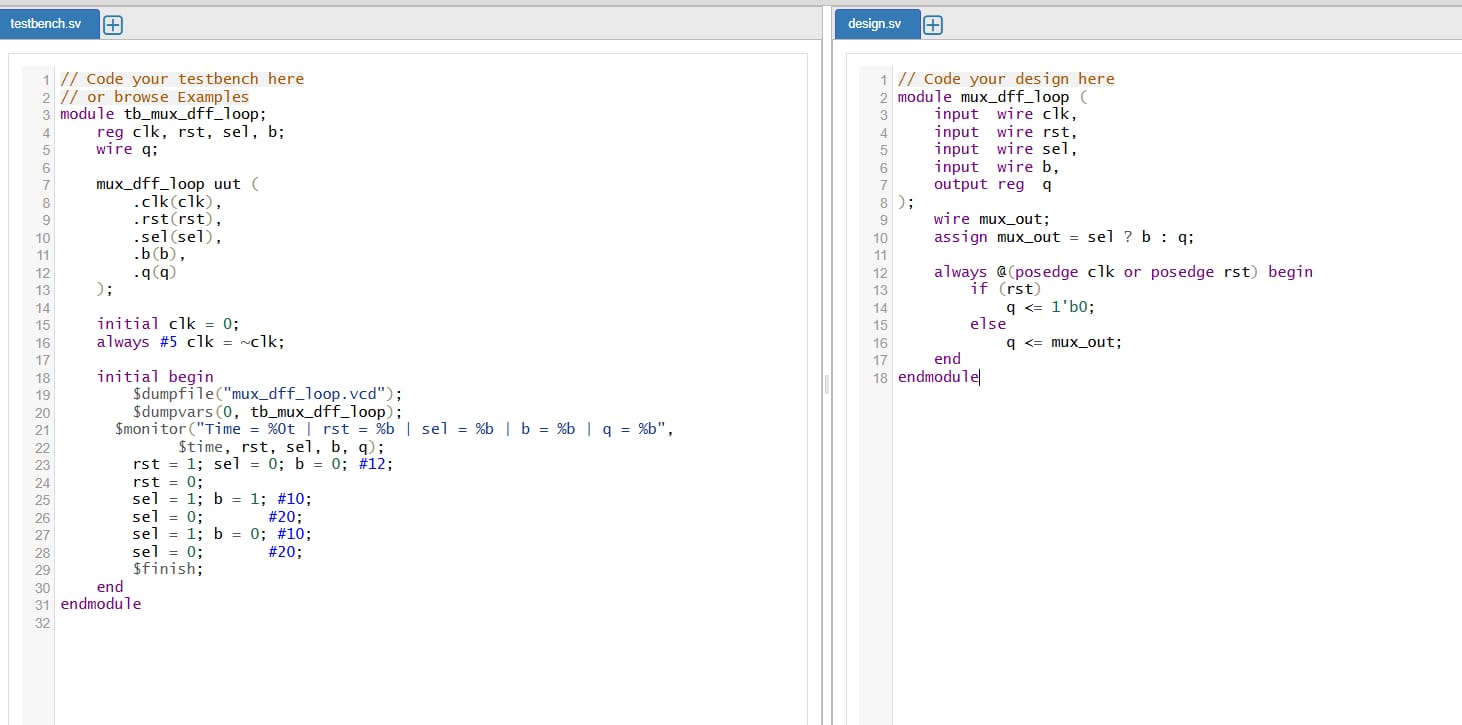 testbench.sv
1 // Code your testbench here
2 // or browse Examples
3 module tb_mux_dff_loop;
4     reg clk, rst, sel, b;
5     wire q;
6
7     mux_dff_loop uut (
8         .clk(clk),
9         .rst(rst),
10         .sel(sel),
11         .b(b),
12         .q(q)
13     );
14
15     initial clk = 0;
16     always #5 clk = ~clk;
17
18     initial begin
19         $dumpfile("mux_dff_loop.vcd");
20         $dumpvars(0, tb_mux_dff_loop);
21       $monitor("Time = %0t | rst = %b | sel = %b | b = %b | q = %b",
22              $time, rst, sel, b, q);
23         rst = 1; sel = 0; b = 0; #12;
24         rst = 0;
25         sel = 1; b = 1; #10;
26         sel = 0;       #20;
27         sel = 1; b = 0; #10;
28         sel = 0;       #20;
29         $finish;
30     end
31 endmodule
32
design.sv
1 // Code your design here
2 module mux_dff_loop (
3     input  wire clk,
4     input  wire rst,
5     input  wire sel,
6     input  wire b,
7     output reg  q
8 );
9     wire mux_out;
10     assign mux_out = sel ? b : q;
11
12     always @(posedge clk or posedge rst) begin
13         if (rst)
14             q <= 1'b0;
15         else
16             q <= mux_out;
17     end
18 endmodule